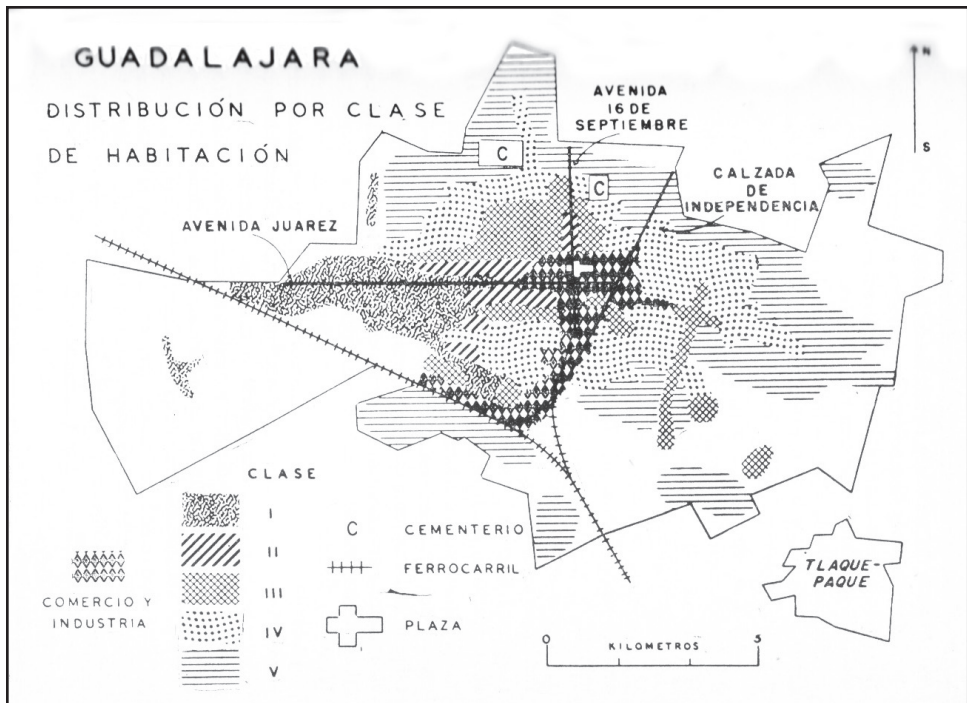 GUADALAJARA
DISTRIBUCIÓN POR CLASE
DE HABITACIÓN
AVENIDA
16 DE
SEPTIEMBRE
N
S
C
C
CALZADA
DE
INDEPENDENCIA
AVENIDA JUAREZ
CLASE
I
II
III
IV
V
COMERCIO Y
INDUSTRIA
C CEMENTERIO
FERROCARRIL
PLAZA
TLAQUE-
PAQUE
0 5
KILOMETROS